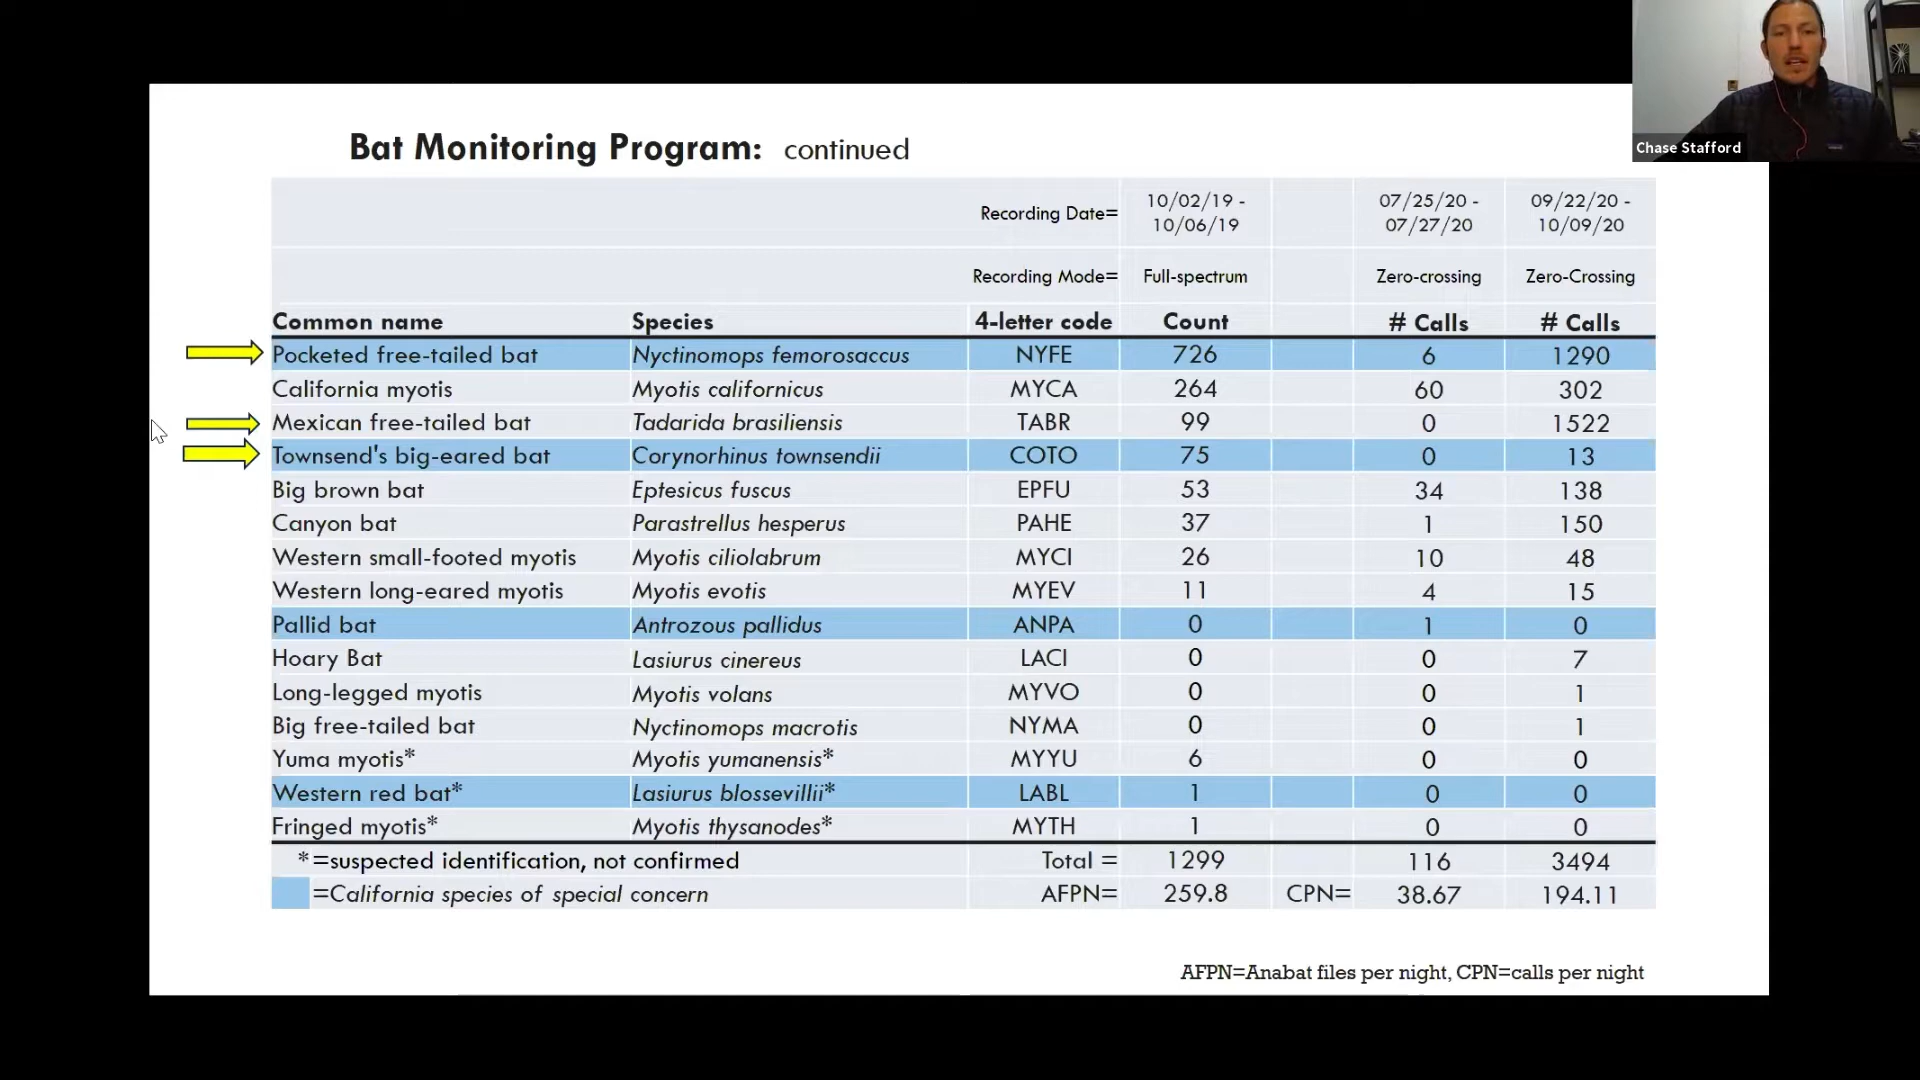 Chase Stafford
Bat Monitoring Program: continued
Recording Date= 10/02/19 - 10/06/19 07/25/20 - 07/27/20 09/22/20 - 10/09/20
Recording Mode= Full-spectrum Zero-crossing Zero-Crossing
Common name Species 4-letter code Count # Calls # Calls
Pocketed free-tailed bat Nyctinomops femorosaccus NYFE 726 6 1290
California myotis Myotis californicus MYCA 264 60 302
Mexican free-tailed bat Tadarida brasiliensis TABR 99 0 1522
Townsend's big-eared bat Corynorhinus townsendii COTO 75 0 13
Big brown bat Eptesicus fuscus EPFU 53 34 138
Canyon bat Parastrellus hesperus PAHE 37 1 150
Western small-footed myotis Myotis ciliolabrum MYCI 26 10 48
Western long-eared myotis Myotis evotis MYEV 11 4 15
Pallid bat Antrozous pallidus ANPA 0 1 0
Hoary Bat Lasiurus cinereus LACI 0 0 7
Long-legged myotis Myotis volans MYVO 0 0 1
Big free-tailed bat Nyctinomops macrotis NYMA 0 0 1
Yuma myotis* Myotis yumanensis* MYYU 6 0 0
Western red bat* Lasiurus blossevillii* LABL 1 0 0
Fringed myotis* Myotis thysanodes* MYTH 1 0 0
*=suspected identification, not confirmed Total = 1299 116 3494
=California species of special concern AFPN= 259.8 CPN= 38.67 194.11
AFPN=Anabat files per night, CPN=calls per night